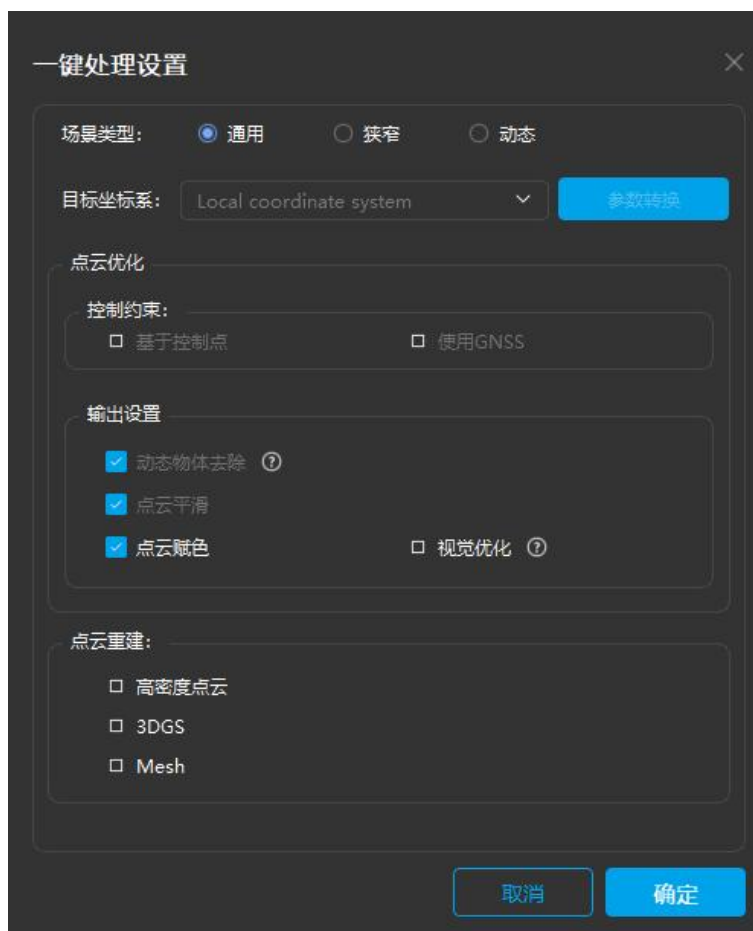 一键处理设置
场景类型： 通用 狭窄 动态
目标坐标系： Local coordinate system 参数转换
点云优化
控制约束：
基于控制点 使用GNSS
输出设置
动态物体去除 ?
点云平滑
点云赋色 视觉优化 ?
点云重建：
高密度点云
3DGS
Mesh
取消 确定